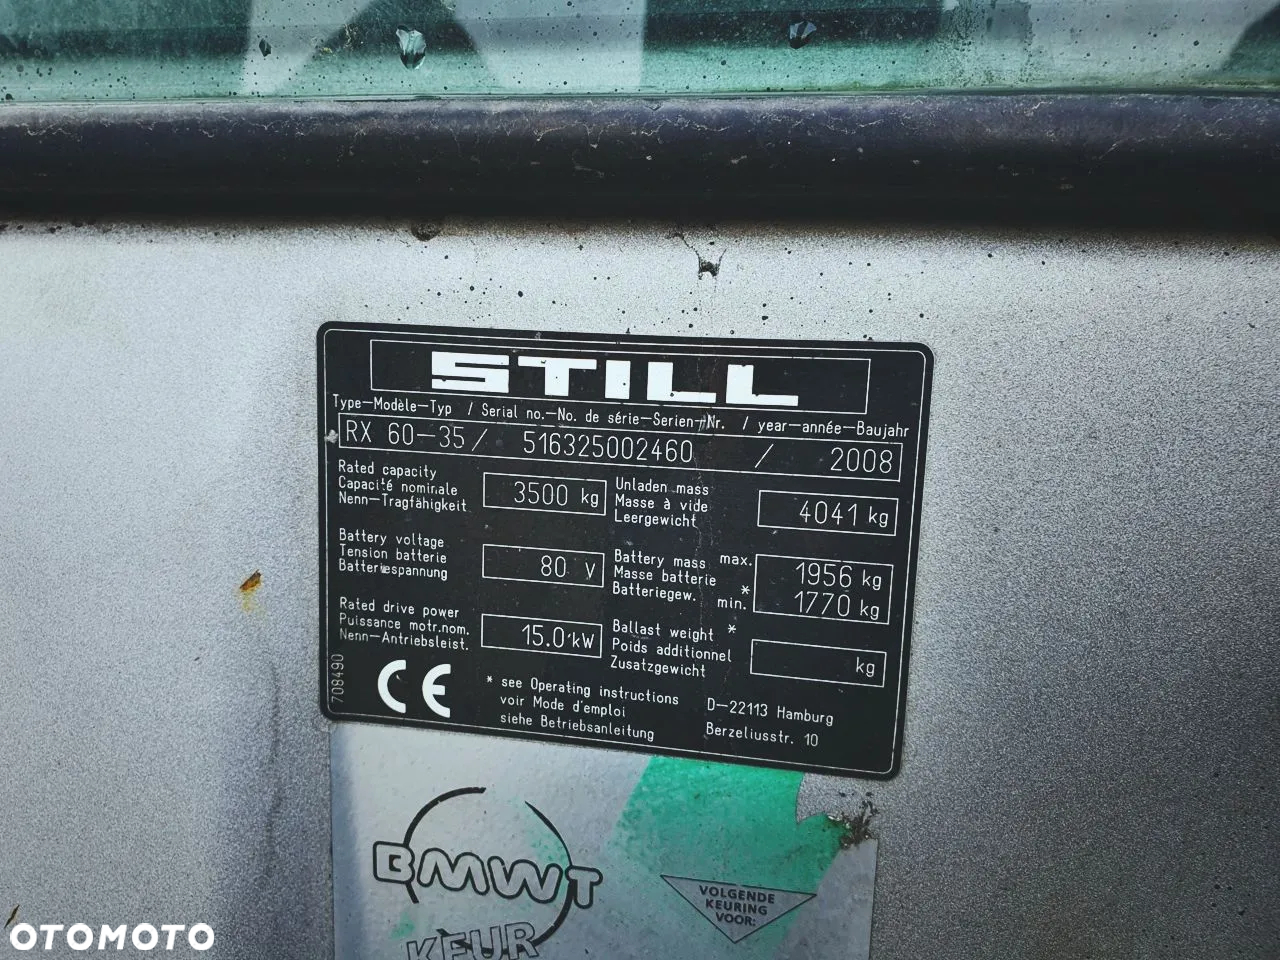 STILL
Type–Modèle–Typ / Serial no.–No. de série–Serien–Nr. / year–année–Baujahr
RX 60–35 / 516325002460 / 2008
Rated capacity
Capacité nominale
Nenn–Tragfähigkeit
3500 kg
Unladen mass
Masse à vide
Leergewicht
4041 kg
Battery voltage
Tension batterie
Batteriespannung
80 V
Battery mass max.
Masse batterie *
Batteriegew. min.
1956 kg
1770 kg
Rated drive power
Puissance motr.nom.
Nenn–Antriebsleist.
15.0 kW
Ballast weight *
Poids additionnel
Zusatzgewicht
kg
708490
CE
* see Operating instructions
voir Mode d'emploi
siehe Betriebsanleitung
D–22113 Hamburg
Berzeliusstr. 10
BMWT
KEUR
VOLGENDE
KEURING
VOOR:
OTOMOTO